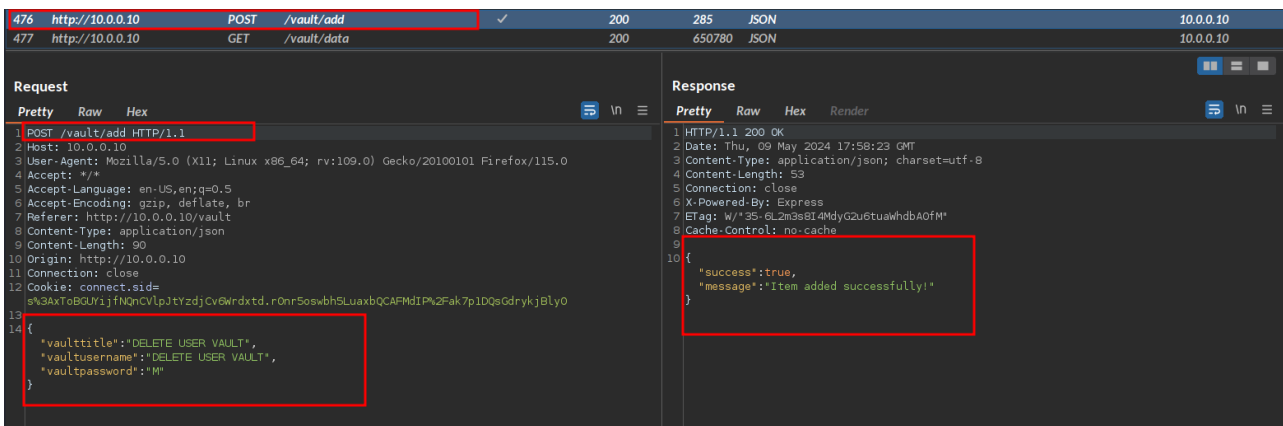 476 http://10.0.0.10 POST /vault/add ✓ 200 285 JSON 10.0.0.10
477 http://10.0.0.10 GET /vault/data 200 650780 JSON 10.0.0.10
Request
Pretty Raw Hex \n
1 POST /vault/add HTTP/1.1
2 Host: 10.0.0.10
3 User-Agent: Mozilla/5.0 (X11; Linux x86_64; rv:109.0) Gecko/20100101 Firefox/115.0
4 Accept: */*
5 Accept-Language: en-US,en;q=0.5
6 Accept-Encoding: gzip, deflate, br
7 Referer: http://10.0.0.10/vault
8 Content-Type: application/json
9 Content-Length: 90
10 Origin: http://10.0.0.10
11 Connection: close
12 Cookie: connect.sid=
s%3AxToBGUYijfNQnCVlpJtYzdjCv6Wrdxtd.rOnr5oswbh5LuaxbQCAFMdIP%2Fak7p1DQsGdrykjBlyO
13
14 {
"vaulttitle":"DELETE USER VAULT",
"vaultusername":"DELETE USER VAULT",
"vaultpassword":"M"
}
Response
Pretty Raw Hex Render \n
1 HTTP/1.1 200 OK
2 Date: Thu, 09 May 2024 17:58:23 GMT
3 Content-Type: application/json; charset=utf-8
4 Content-Length: 53
5 Connection: close
6 X-Powered-By: Express
7 ETag: W/"35-6L2m3s8I4MdyG2u6tuaWhdbAOfM"
8 Cache-Control: no-cache
9
10 {
"success":true,
"message":"Item added successfully!"
}